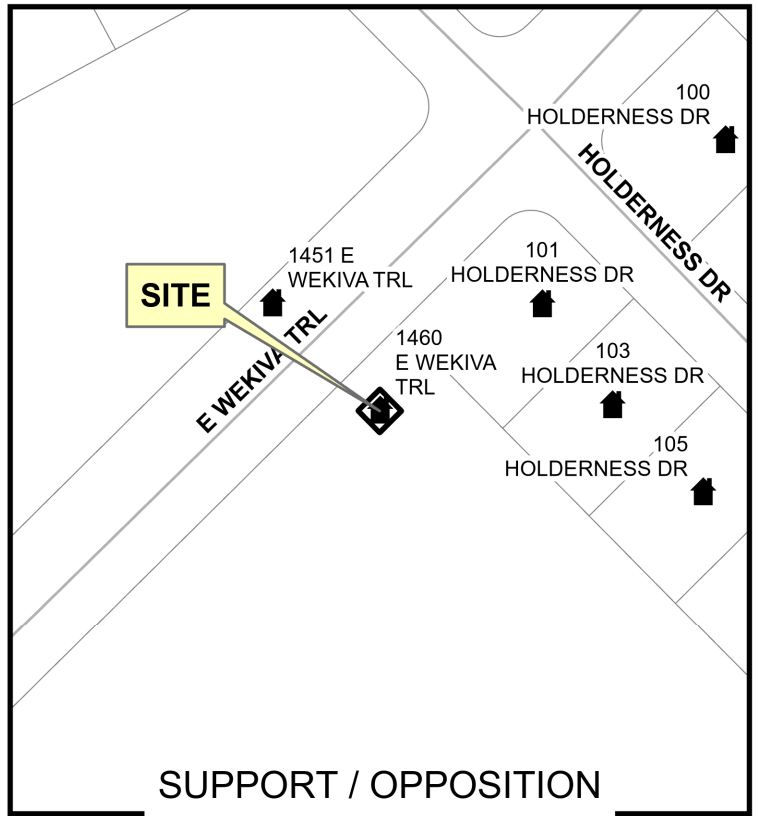 100
HOLDERNESS DR
HOLDERNESS DR
1451 E
WEKIVA TRL
101
HOLDERNESS DR
SITE
E WEKIVA TRL
1460
E WEKIVA
TRL
103
HOLDERNESS DR
105
HOLDERNESS DR
SUPPORT / OPPOSITION